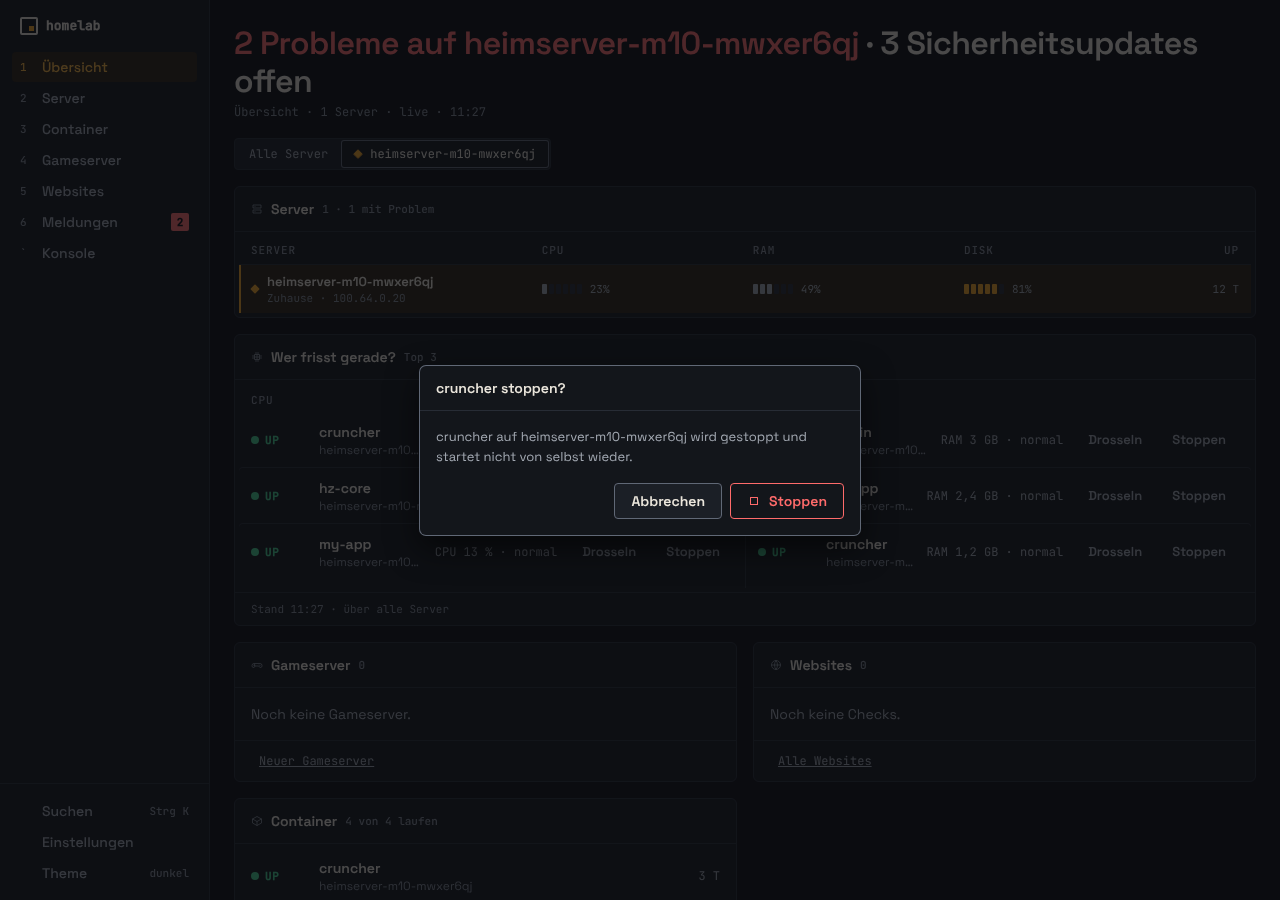 homelab
1 Übersicht
2 Server
3 Container
4 Gameserver
5 Websites
6 Meldungen 2
` Konsole
Suchen Strg K
Einstellungen
Theme dunkel
2 Probleme auf heimserver-m10-mwxer6qj · 3 Sicherheitsupdates
offen
Übersicht · 1 Server · live · 11:27
Alle Server heimserver-m10-mwxer6qj
Server 1 · 1 mit Problem
SERVER CPU RAM DISK UP
heimserver-m10-mwxer6qj 23% 49% 81% 12 T
Zuhause · 100.64.0.20
Wer frisst gerade? Top 3
CPU
cruncher stoppen?
cruncher auf heimserver-m10-mwxer6qj wird gestoppt und
startet nicht von selbst wieder.
Abbrechen Stoppen
UP cruncher
heimserver-m10…
UP hz-core
heimserver-m10
UP my-app CPU 13 % · normal Drosseln Stoppen
heimserver-m10…
RAM 3 GB · normal Drosseln Stoppen
RAM 2,4 GB · normal Drosseln Stoppen
UP cruncher RAM 1,2 GB · normal Drosseln Stoppen
heimserver-m…
Stand 11:27 · über alle Server
Gameserver 0
Noch keine Gameserver.
Neuer Gameserver
Websites 0
Noch keine Checks.
Alle Websites
Container 4 von 4 laufen
UP cruncher 3 T
heimserver-m10-mwxer6qj